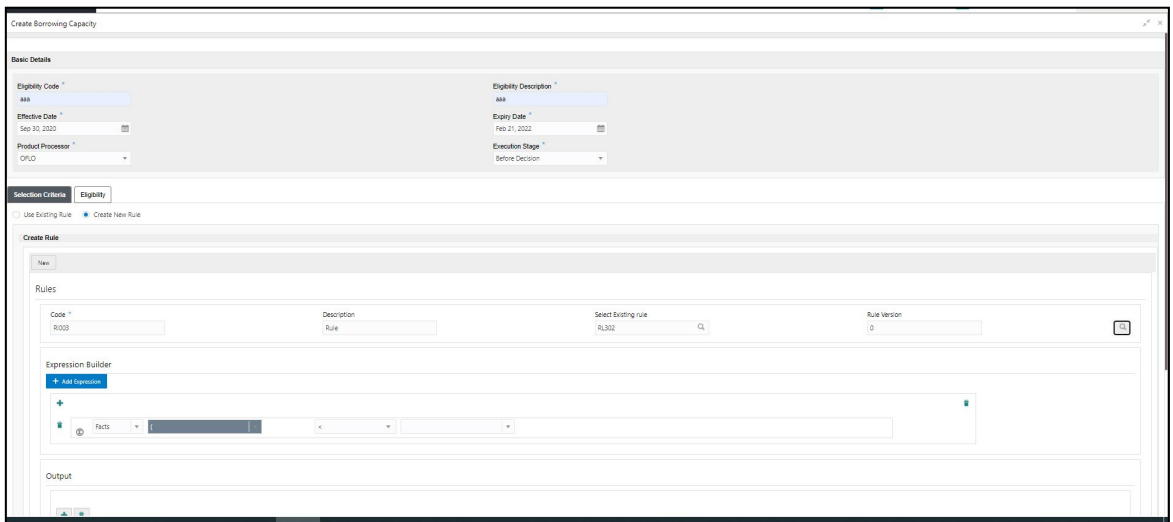 Create Borrowing Capacity
Basic Details
Eligibility Code *
Eligibility Description *
aaa
aaa
Effective Date *
Expiry Date *
Sep 30, 2020
Feb 21, 2022
Product Processor *
Execution Stage *
OFLO
Before Decision
Selection Criteria
Eligibility
Use Existing Rule
Create New Rule
Create Rule
New
Rules
Code *
Description
Select Existing rule
Rule Version
Rl003
Rule
RL302
0
Expression Builder
+ Add Expression
Facts
<
Output